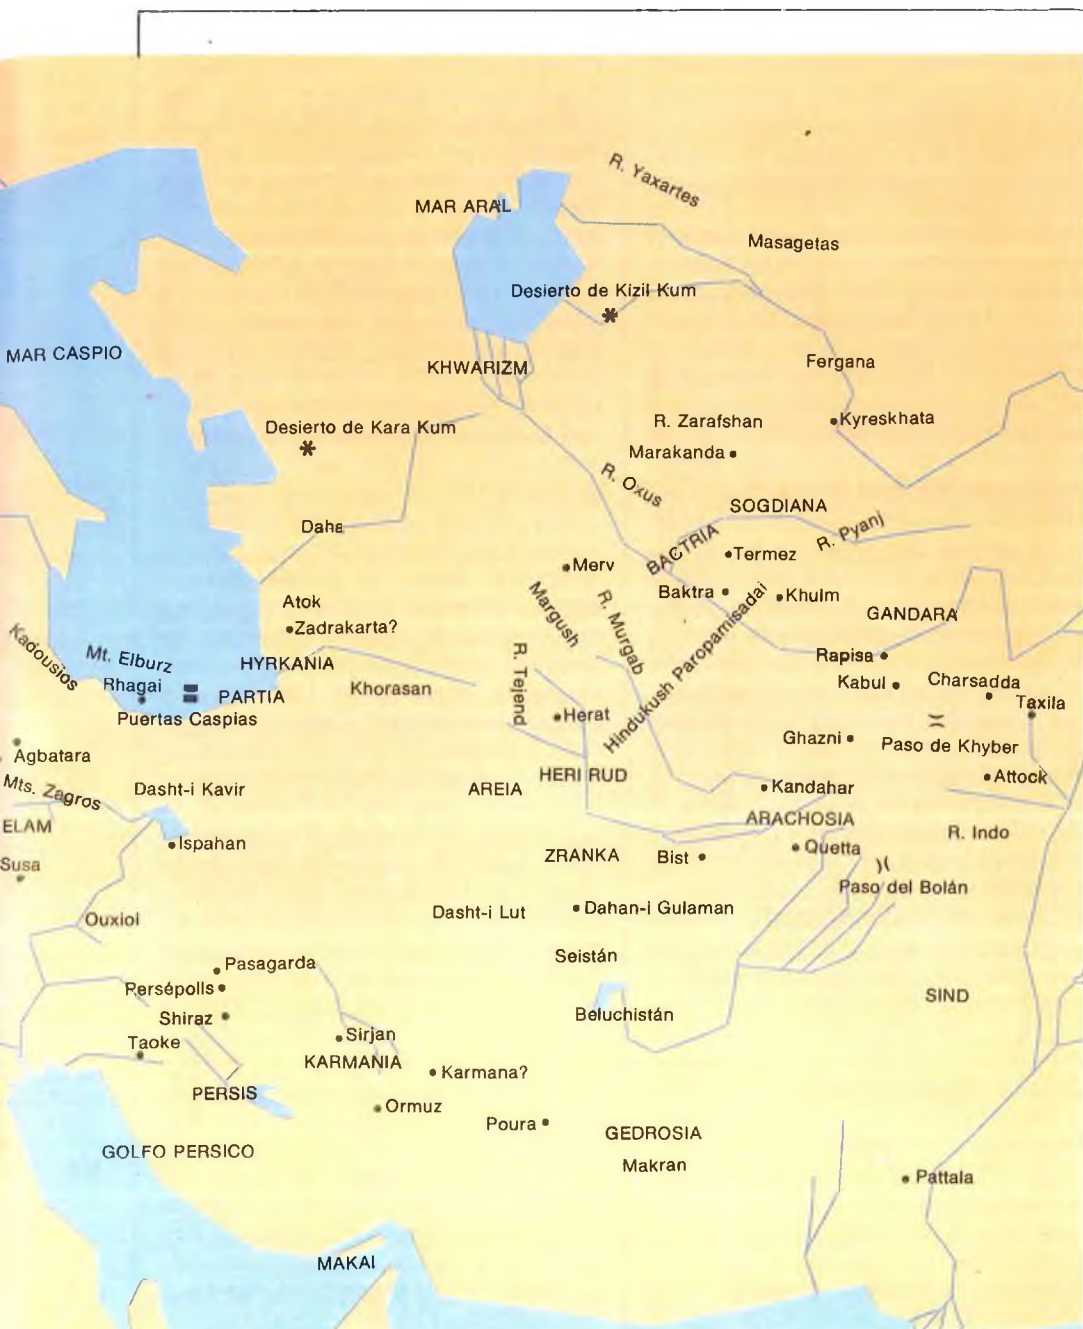 R. Yaxartes
MAR ARAL
Masagetas
Desierto de Kizil Kum
MAR CASPIO
KHWARIZM
Fergana
R. Zarafshan
Kyreskhata
Desierto de Kara Kum
Marakanda
R. Oxus
SOGDIANA
R. Pyanj
Daha
BACTRIA
Termez
Merv
Baktra
Khulm
Atok
Margush
R. Murgab
GANDARA
Zadrakarta?
Kadousios
Mt. Elburz
HYRKANIA
R. Tejend
Hindukush Paropamisadai
Rapisa
Rhagai
PARTIA
Khorasan
Kabul
Charsadda
Taxila
Puertas Caspias
Herat
Ghazni
Paso de Khyber
Agbatara
HERI RUD
Attock
Mts. Zagros
Dasht-i Kavir
AREIA
Kandahar
ELAM
ARACHOSIA
R. Indo
Ispahan
Susa
ZRANKA
Bist
Quetta
Paso del Bolán
Ouxioi
Dasht-i Lut
Dahan-i Gulaman
Pasagarda
Seistán
Persépolls
SIND
Shiraz
Beluchistán
Taoke
Sirjan
KARMANIA
Karmana?
PERSIS
Ormuz
Poura
GEDROSIA
GOLFO PERSICO
Makran
Pattala
MAKAI